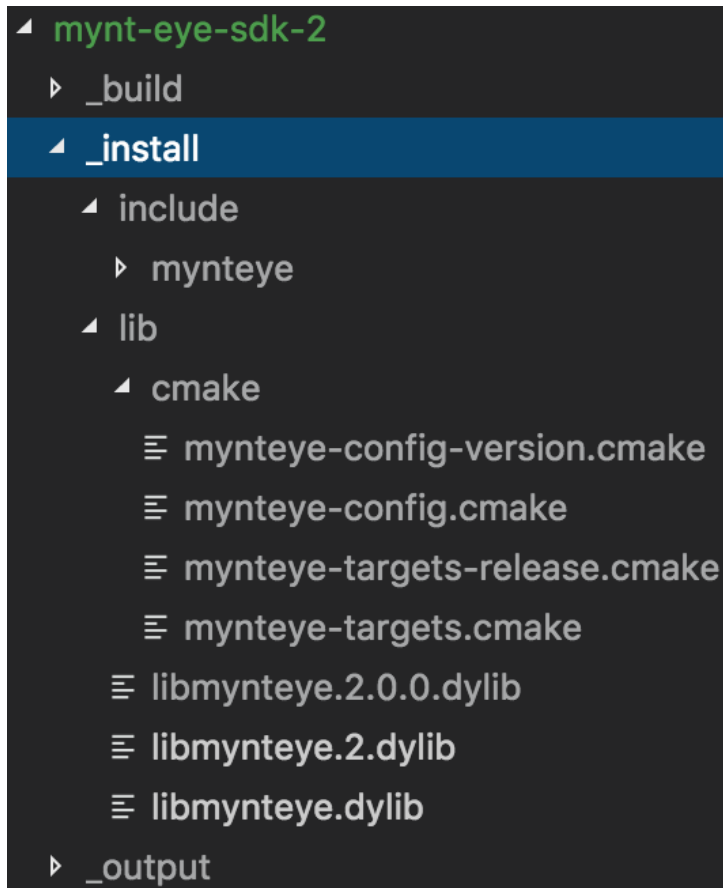 mynt-eye-sdk-2
_build
_install
include
mynteye
lib
cmake
mynteye-config-version.cmake
mynteye-config.cmake
mynteye-targets-release.cmake
mynteye-targets.cmake
libmynteye.2.0.0.dylib
libmynteye.2.dylib
libmynteye.dylib
_output